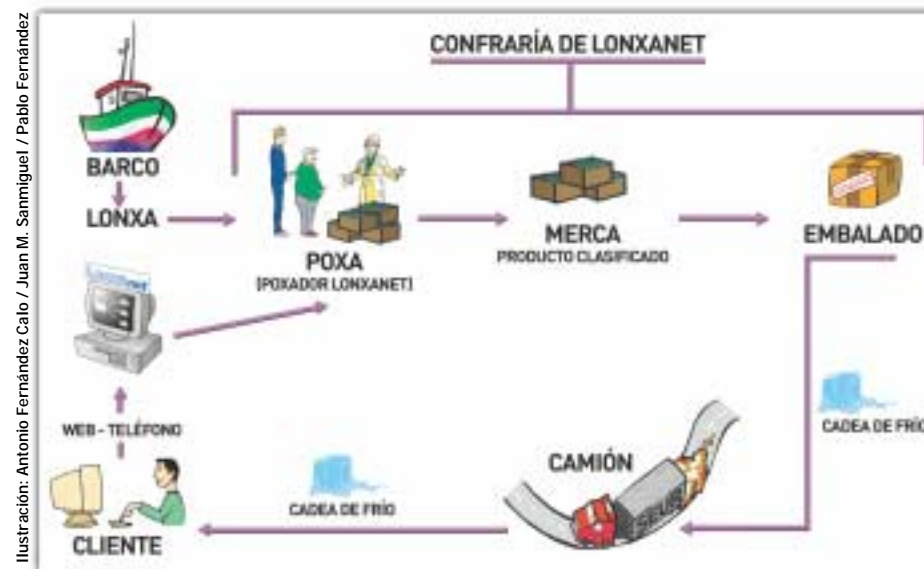 Ilustración: Antonio Fernández Calo / Juan M. Sanmiguel / Pablo Fernández
CONFRARÍA DE LONXANET
BARCO
LONXA
POXA
(POXADOR LONXANET)
MERCA
PRODUCTO CLASIFICADO
EMBALADO
WEB - TELÉFONO
CLIENTE
CADEA DE FRÍO
CAMIÓN
SEUR
CADEA DE FRÍO